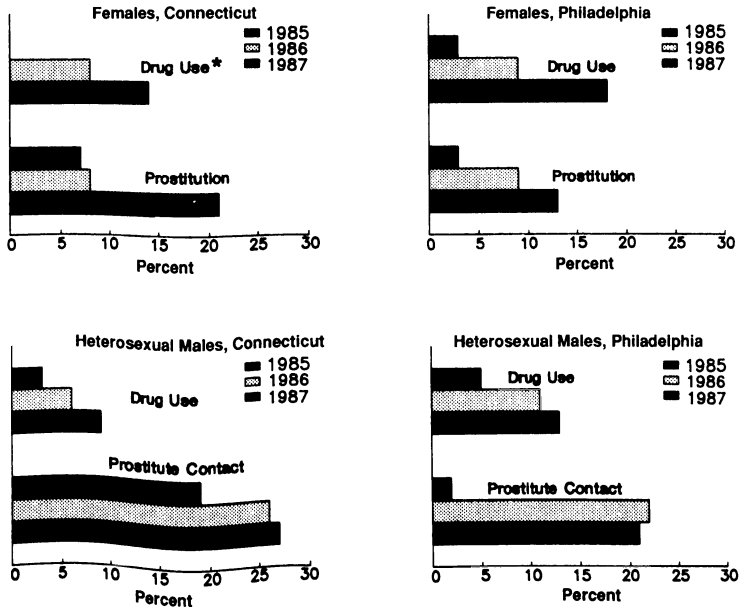 Females, Connecticut
1985
1986
1987
Drug Use*
Prostitution
0 5 10 15 20 25 30
Percent
Females, Philadelphia
1985
1986
1987
Drug Use
Prostitution
0 5 10 15 20 25 30
Percent
Heterosexual Males, Connecticut
1985
1986
1987
Drug Use
Prostitute Contact
0 5 10 15 20 25 30
Percent
Heterosexual Males, Philadelphia
1985
1986
1987
Drug Use
Prostitute Contact
0 5 10 15 20 25 30
Percent